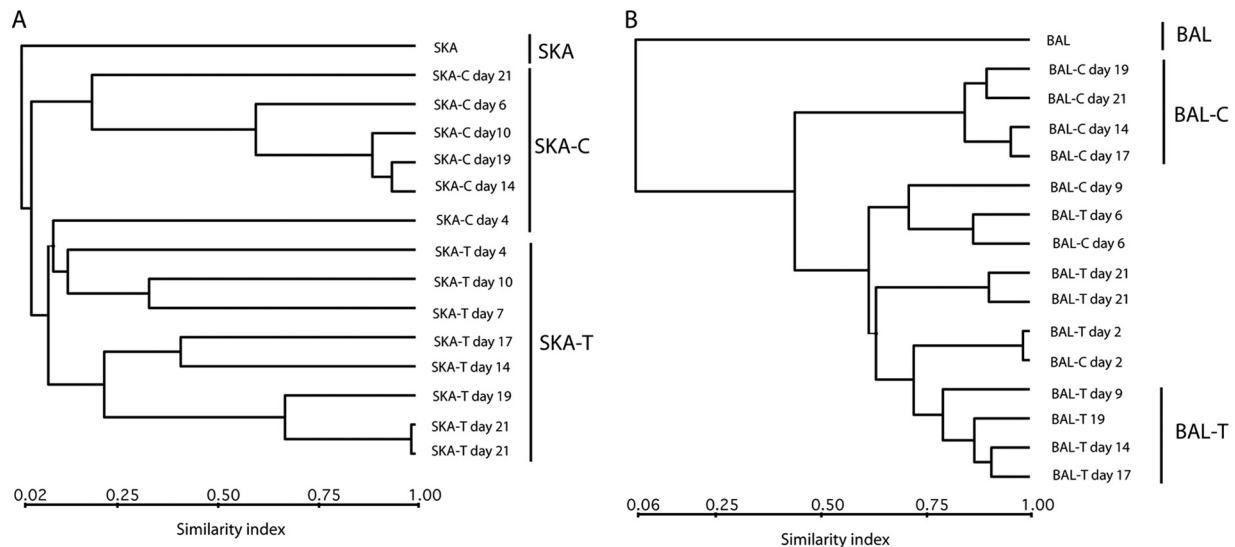 A
SKA
SKA
SKA-C day 21
SKA-C day 6
SKA-C day10
SKA-C day19
SKA-C day 14
SKA-C
SKA-C day 4
SKA-T day 4
SKA-T day 10
SKA-T day 7
SKA-T day 17
SKA-T day 14
SKA-T day 19
SKA-T day 21
SKA-T day 21
SKA-T
0.02 0.25 0.50 0.75 1.00
Similarity index
B
BAL
BAL
BAL-C day 19
BAL-C day 21
BAL-C day 14
BAL-C day 17
BAL-C
BAL-C day 9
BAL-T day 6
BAL-C day 6
BAL-T day 21
BAL-T day 21
BAL-T day 2
BAL-C day 2
BAL-T day 9
BAL-T 19
BAL-T day 14
BAL-T day 17
BAL-T
0.06 0.25 0.50 0.75 1.00
Similarity index